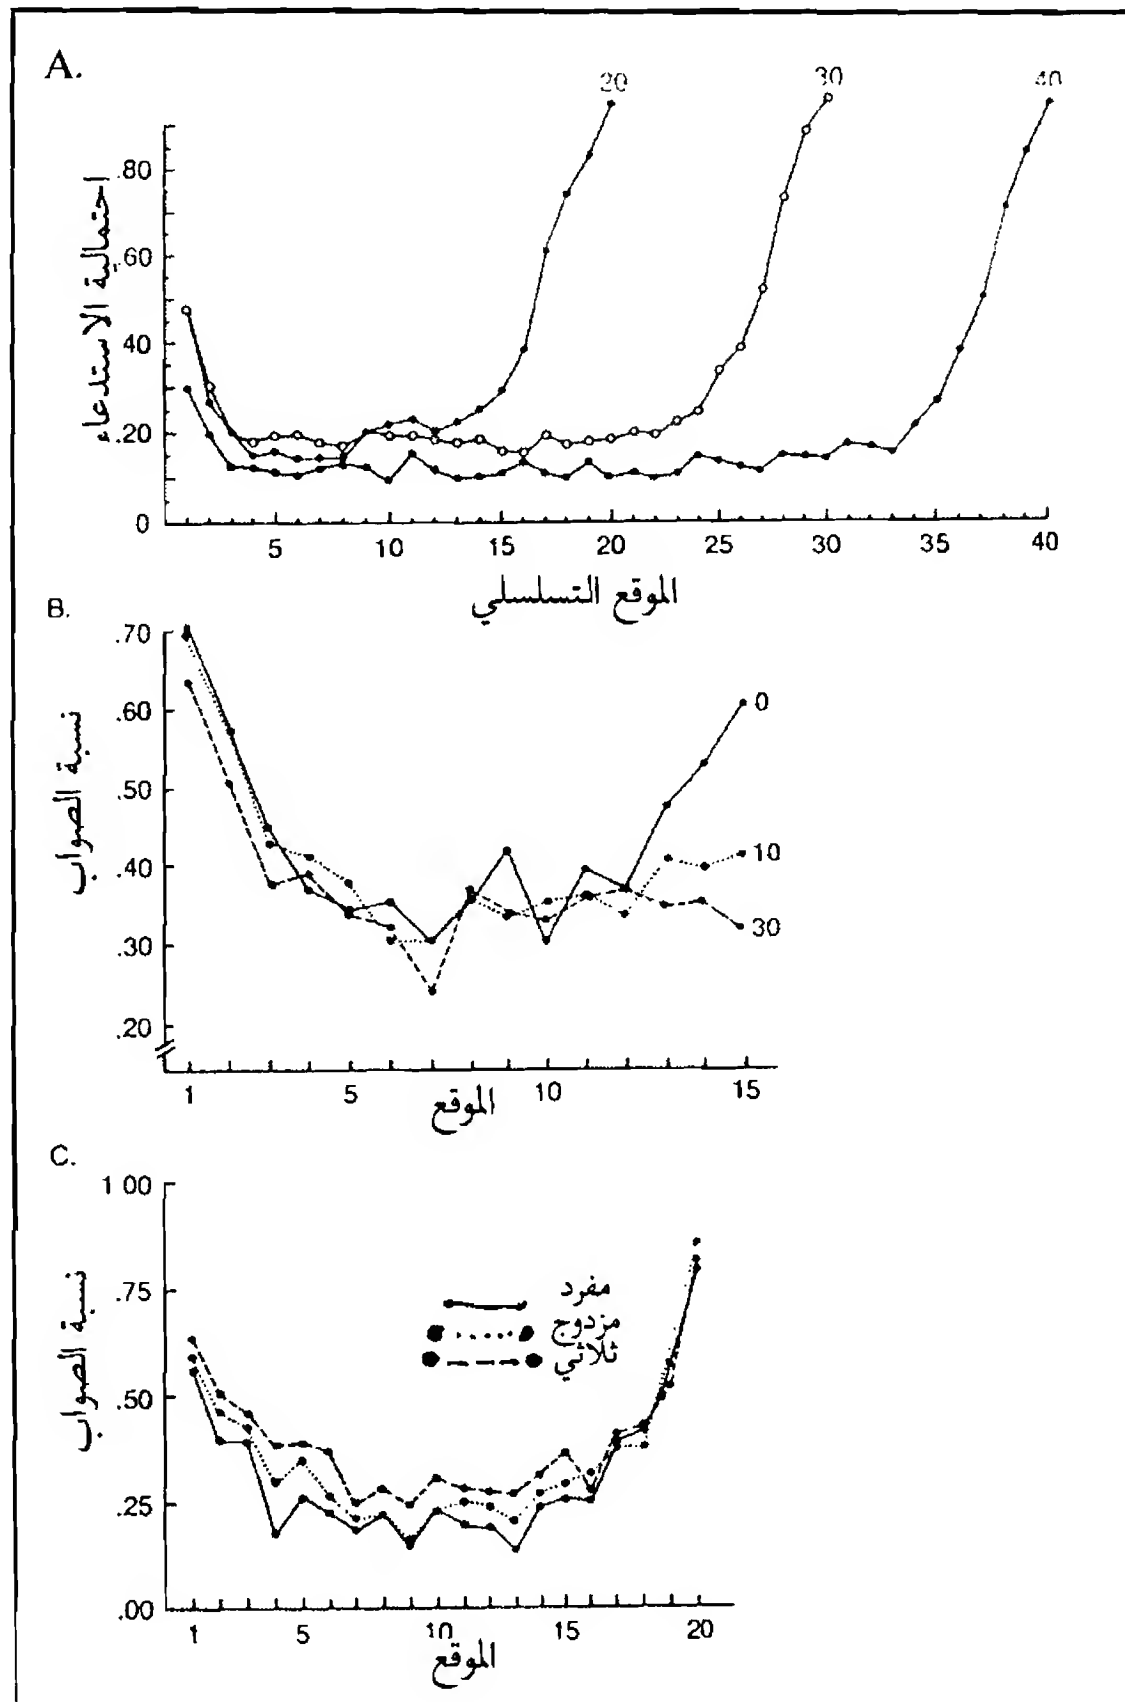 A.
20 30 40
.80
.60
.40
.20
0
احتمالية الاستدعاء
5 10 15 20 25 30 35 40
الموقع التسلسلي
B.
.70
.60
.50
.40
.30
.20
نسبة الصواب
0
10
30
1 5 10 15
الموقع
C.
1 00
.75
.50
.25
.00
نسبة الصواب
مفرد
مزدوج
ثلاثي
1 5 10 15 20
الموقع